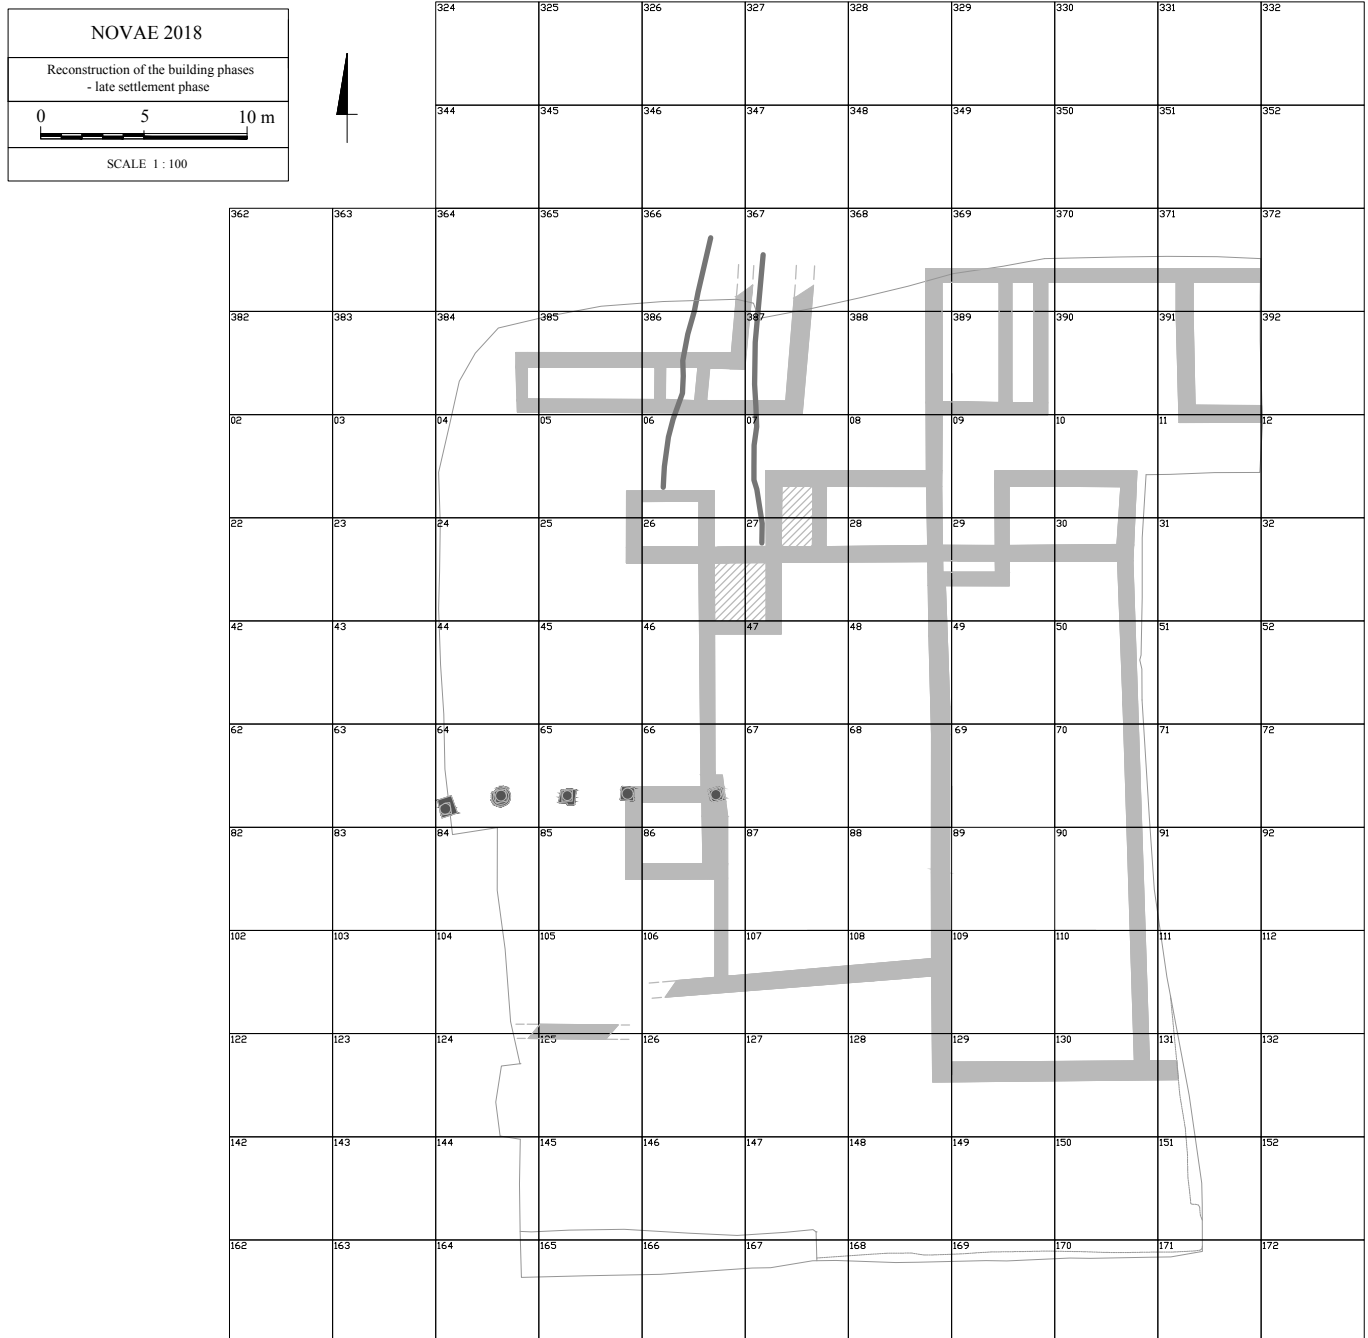 NOVAE 2018
Reconstruction of the building phases
- late settlement phase
0 5 10 m
SCALE 1 : 100
324 325 326 327 328 329 330 331 332
344 345 346 347 348 349 350 351 352
362 363 364 365 366 367 368 369 370 371 372
382 383 384 385 386 387 388 389 390 391 392
02 03 04 05 06 07 08 09 10 11 12
22 23 24 25 26 27 28 29 30 31 32
42 43 44 45 46 47 48 49 50 51 52
62 63 64 65 66 67 68 69 70 71 72
82 83 84 85 86 87 88 89 90 91 92
102 103 104 105 106 107 108 109 110 111 112
122 123 124 125 126 127 128 129 130 131 132
142 143 144 145 146 147 148 149 150 151 152
162 163 164 165 166 167 168 169 170 171 172